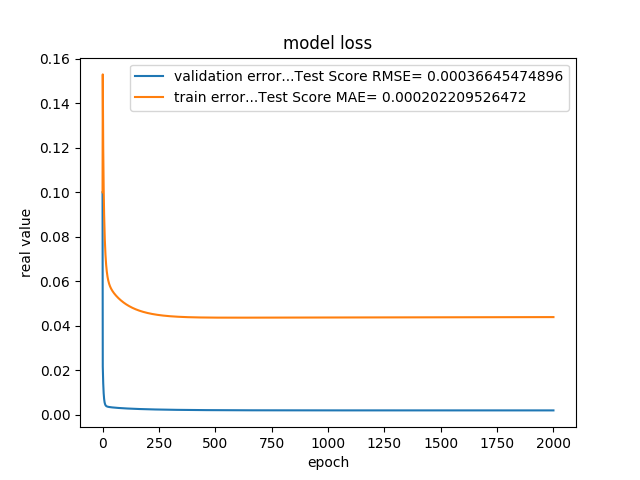 model loss
validation error...Test Score RMSE= 0.00036645474896
train error...Test Score MAE= 0.000202209526472
0.16
0.14
0.12
0.10
0.08
0.06
0.04
0.02
0.00
real value
0 250 500 750 1000 1250 1500 1750 2000
epoch